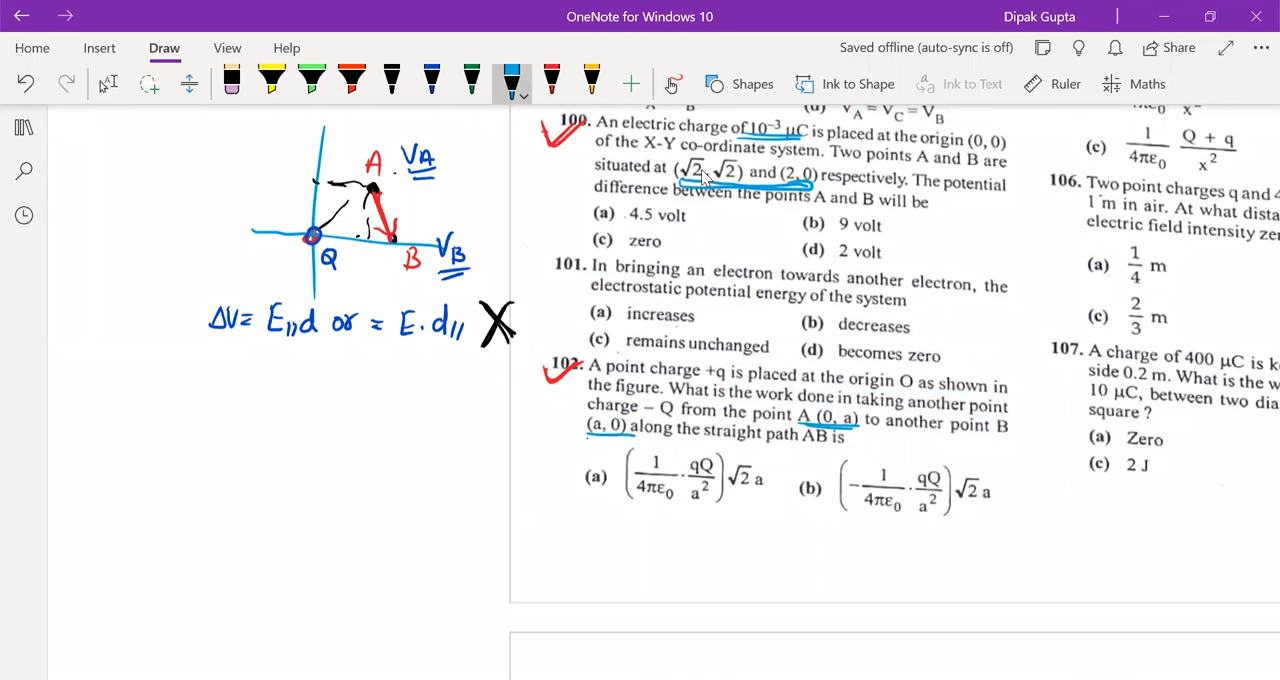 OneNote for Windows 10
Dipak Gupta
Home Insert Draw View Help
Saved offline (auto-sync is off)
Share
Shapes
Ink to Shape
Ink to Text
Ruler
Maths
A
VA
Q
B
VB
ΔV = E∥d or = E. d∥ X
(d) V_A = V_C = V_B
100. An electric charge of 10⁻³ μC is placed at the origin (0, 0)
of the X-Y co-ordinate system. Two points A and B are
situated at (√2, √2) and (2, 0) respectively. The potential
difference between the points A and B will be
(a) 4.5 volt (b) 9 volt
(c) zero (d) 2 volt
101. In bringing an electron towards another electron, the
electrostatic potential energy of the system
(a) increases (b) decreases
(c) remains unchanged (d) becomes zero
102. A point charge +q is placed at the origin O as shown in
the figure. What is the work done in taking another point
charge – Q from the point A (0, a) to another point B
(a, 0) along the straight path AB is
(a) (1/4πε₀ · qQ/a²) √2 a (b) (– 1/4πε₀ · qQ/a²) √2 a
(c) 1/4πε₀ Q + q/x²
106. Two point charges q and 4
1 m in air. At what dista
electric field intensity ze
(a) 1/4 m
(c) 2/3 m
107. A charge of 400 μC is k
side 0.2 m. What is the w
10 μC, between two dia
square ?
(a) Zero
(c) 2 J